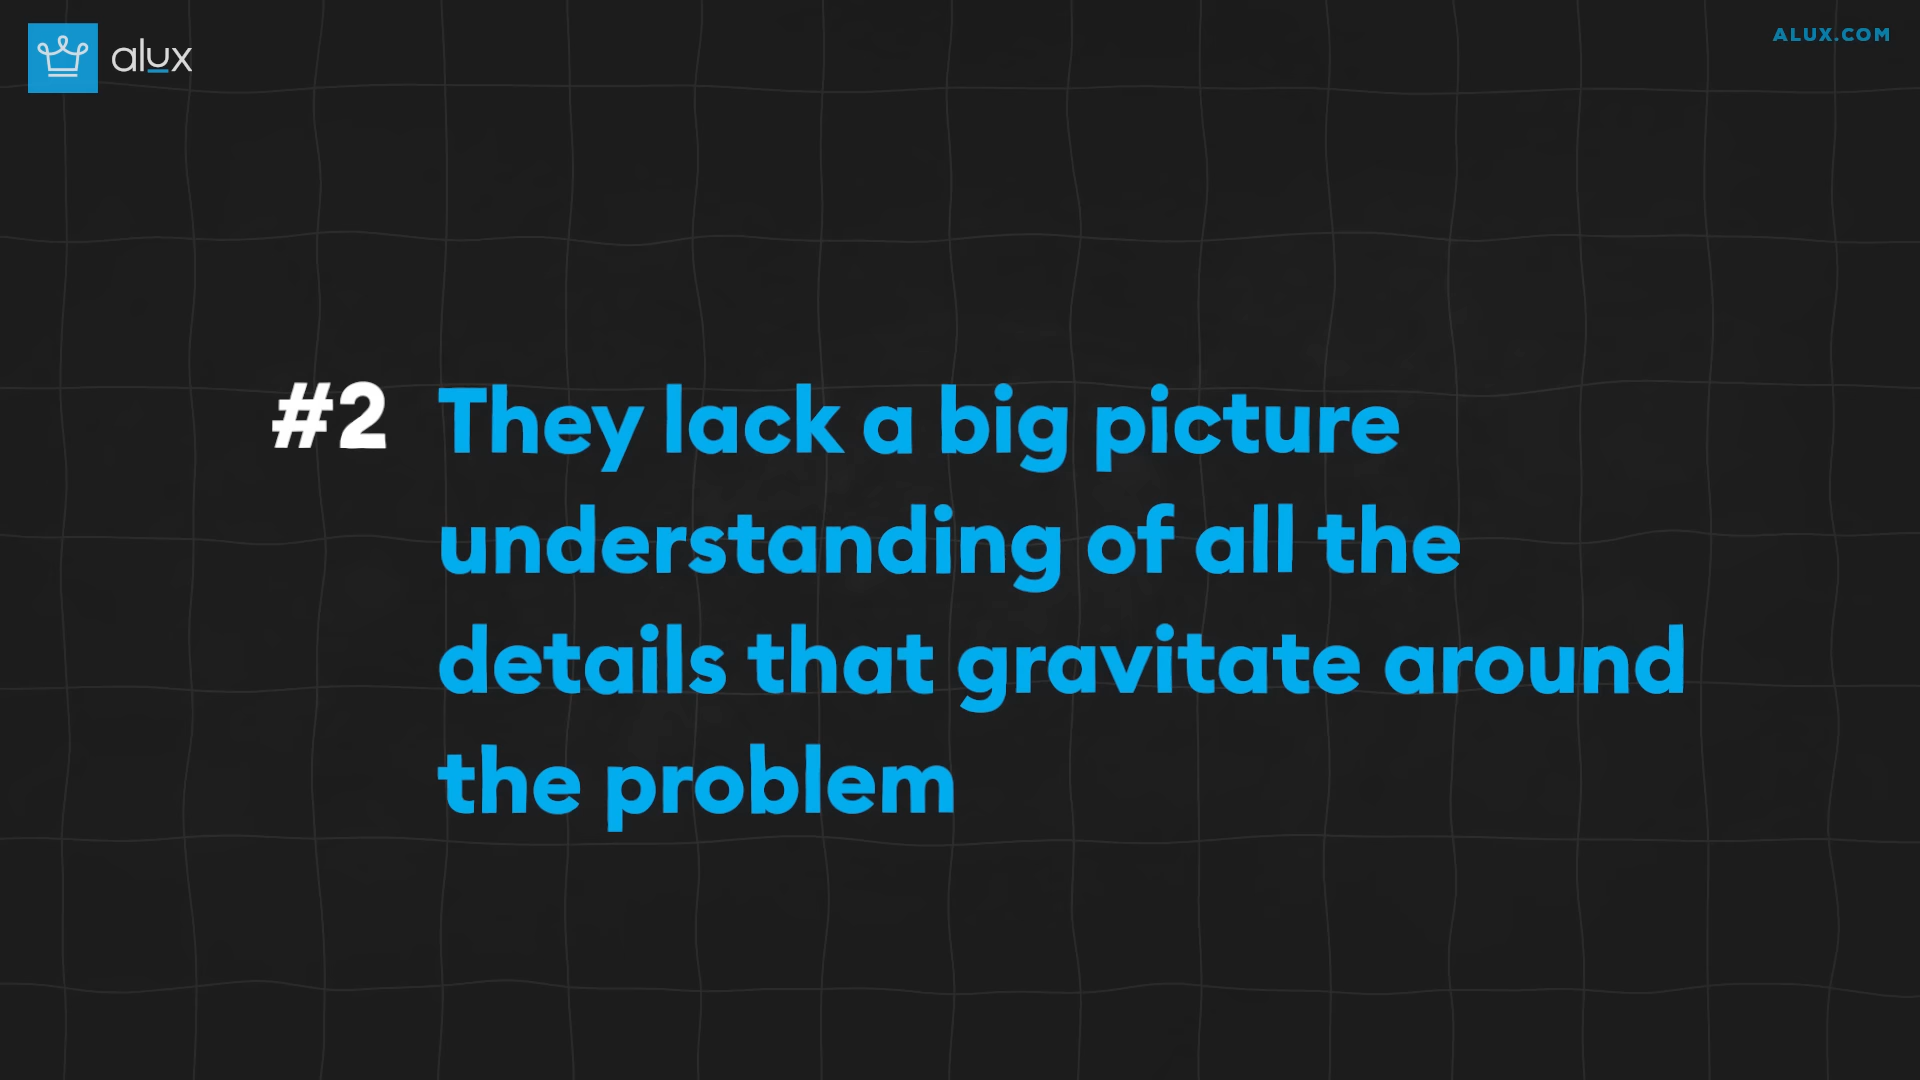 alux
ALUX.COM
#2 They lack a big picture
understanding of all the
details that gravitate around
the problem